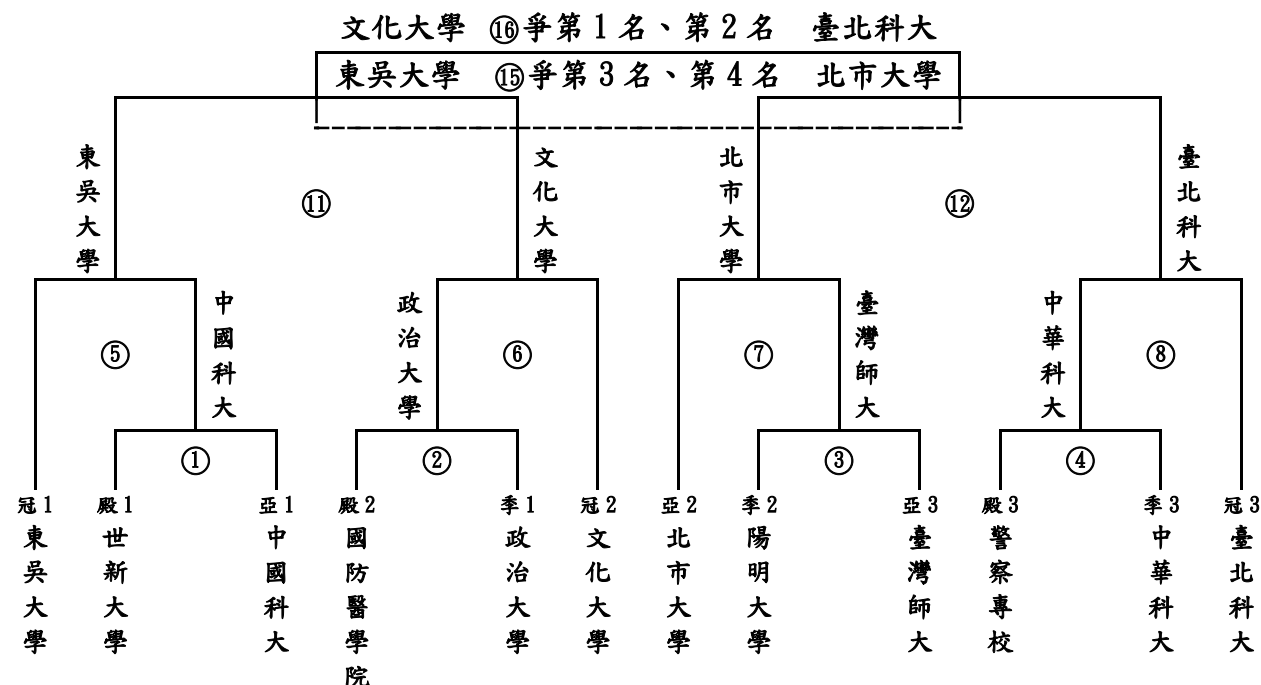 文化大學 ⑯爭第1名、第2名 臺北科大
東吳大學 ⑮爭第3名、第4名 北市大學
東吳大學
文化大學
北市大學
臺北科大
⑪
⑫
中國科大
政治大學
臺灣師大
中華科大
⑤
⑥
⑦
⑧
①
②
③
④
冠1
殿1
亞1
殿2
季1
冠2
亞2
季2
亞3
殿3
季3
冠3
東吳大學
世新大學
中國科大
國防醫學院
政治大學
文化大學
北市大學
陽明大學
臺灣師大
警察專校
中華科大
臺北科大